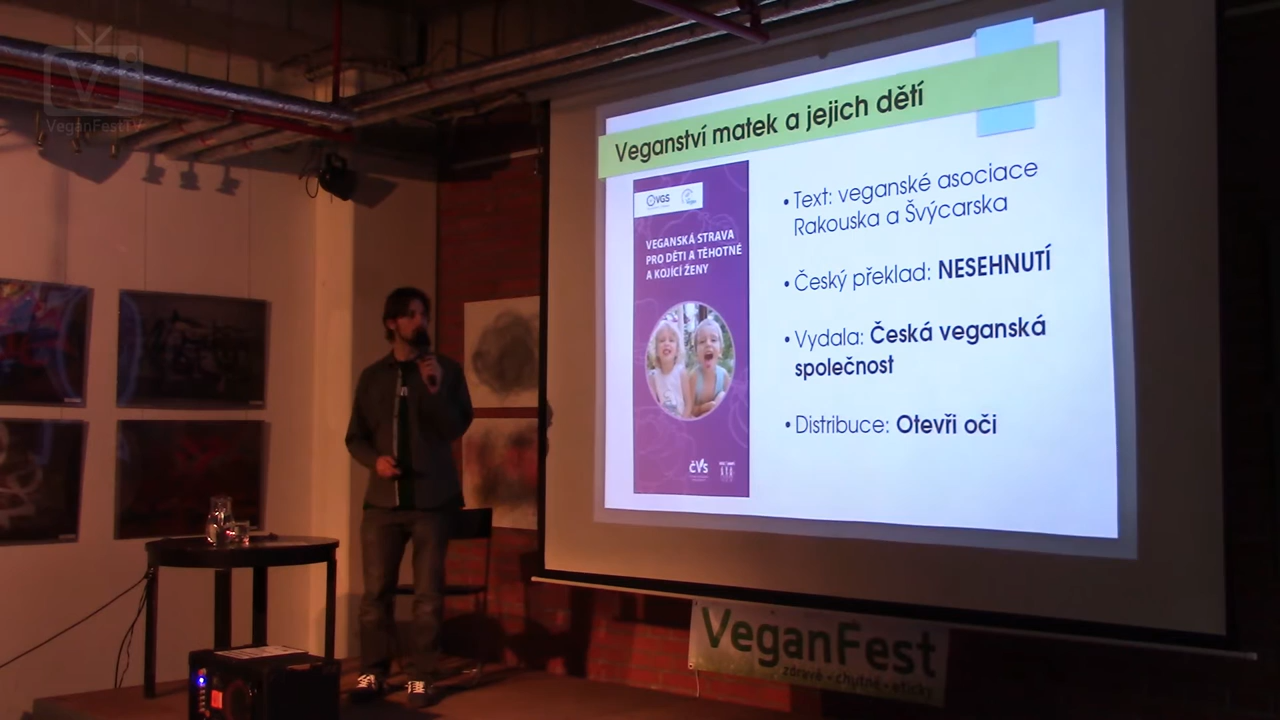 VeganFestTV
Veganství matek a jejich dětí
VGS
VEGANSKÁ STRAVA
PRO DĚTI A TĚHOTNÉ
A KOJÍCÍ ŽENY
ČVS
• Text: veganské asociace
Rakouska a Švýcarska
• Český překlad: NESEHNUTÍ
• Vydala: Česká veganská
společnost
• Distribuce: Otevři oči
VeganFest
zdravě • chutně • eticky